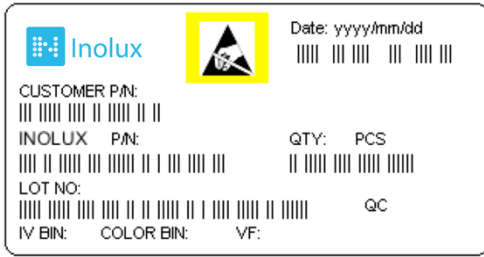 Inolux
Date: yyyy/mm/dd
CUSTOMER P/N:
INOLUX P/N: QTY: PCS
LOT NO:
QC
IV BIN: COLOR BIN: VF: